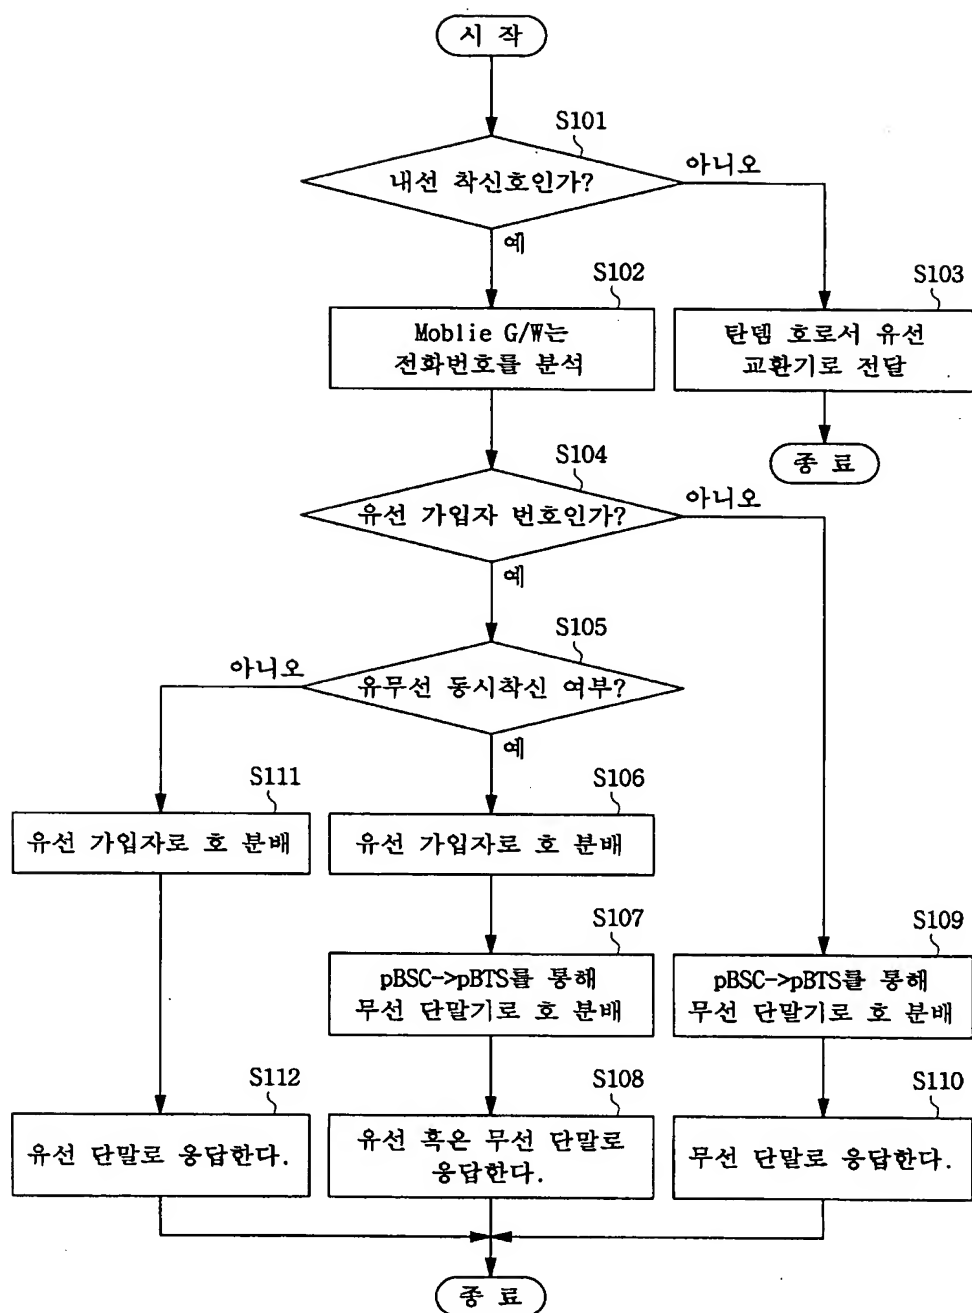 시 작
S101
내선 착신호인가?
아니오
예
S102
Moblie G/W는
전화번호를 분석
S103
탄뎀 호로서 유선
교환기로 전달
종 료
S104
유선 가입자 번호인가?
아니오
예
S105
유무선 동시착신 여부?
아니오
예
S111
유선 가입자로 호 분배
S106
유선 가입자로 호 분배
S107
pBSC->pBTS를 통해
무선 단말기로 호 분배
S109
pBSC->pBTS를 통해
무선 단말기로 호 분배
S112
유선 단말로 응답한다.
S108
유선 혹은 무선 단말로
응답한다.
S110
무선 단말로 응답한다.
종 료